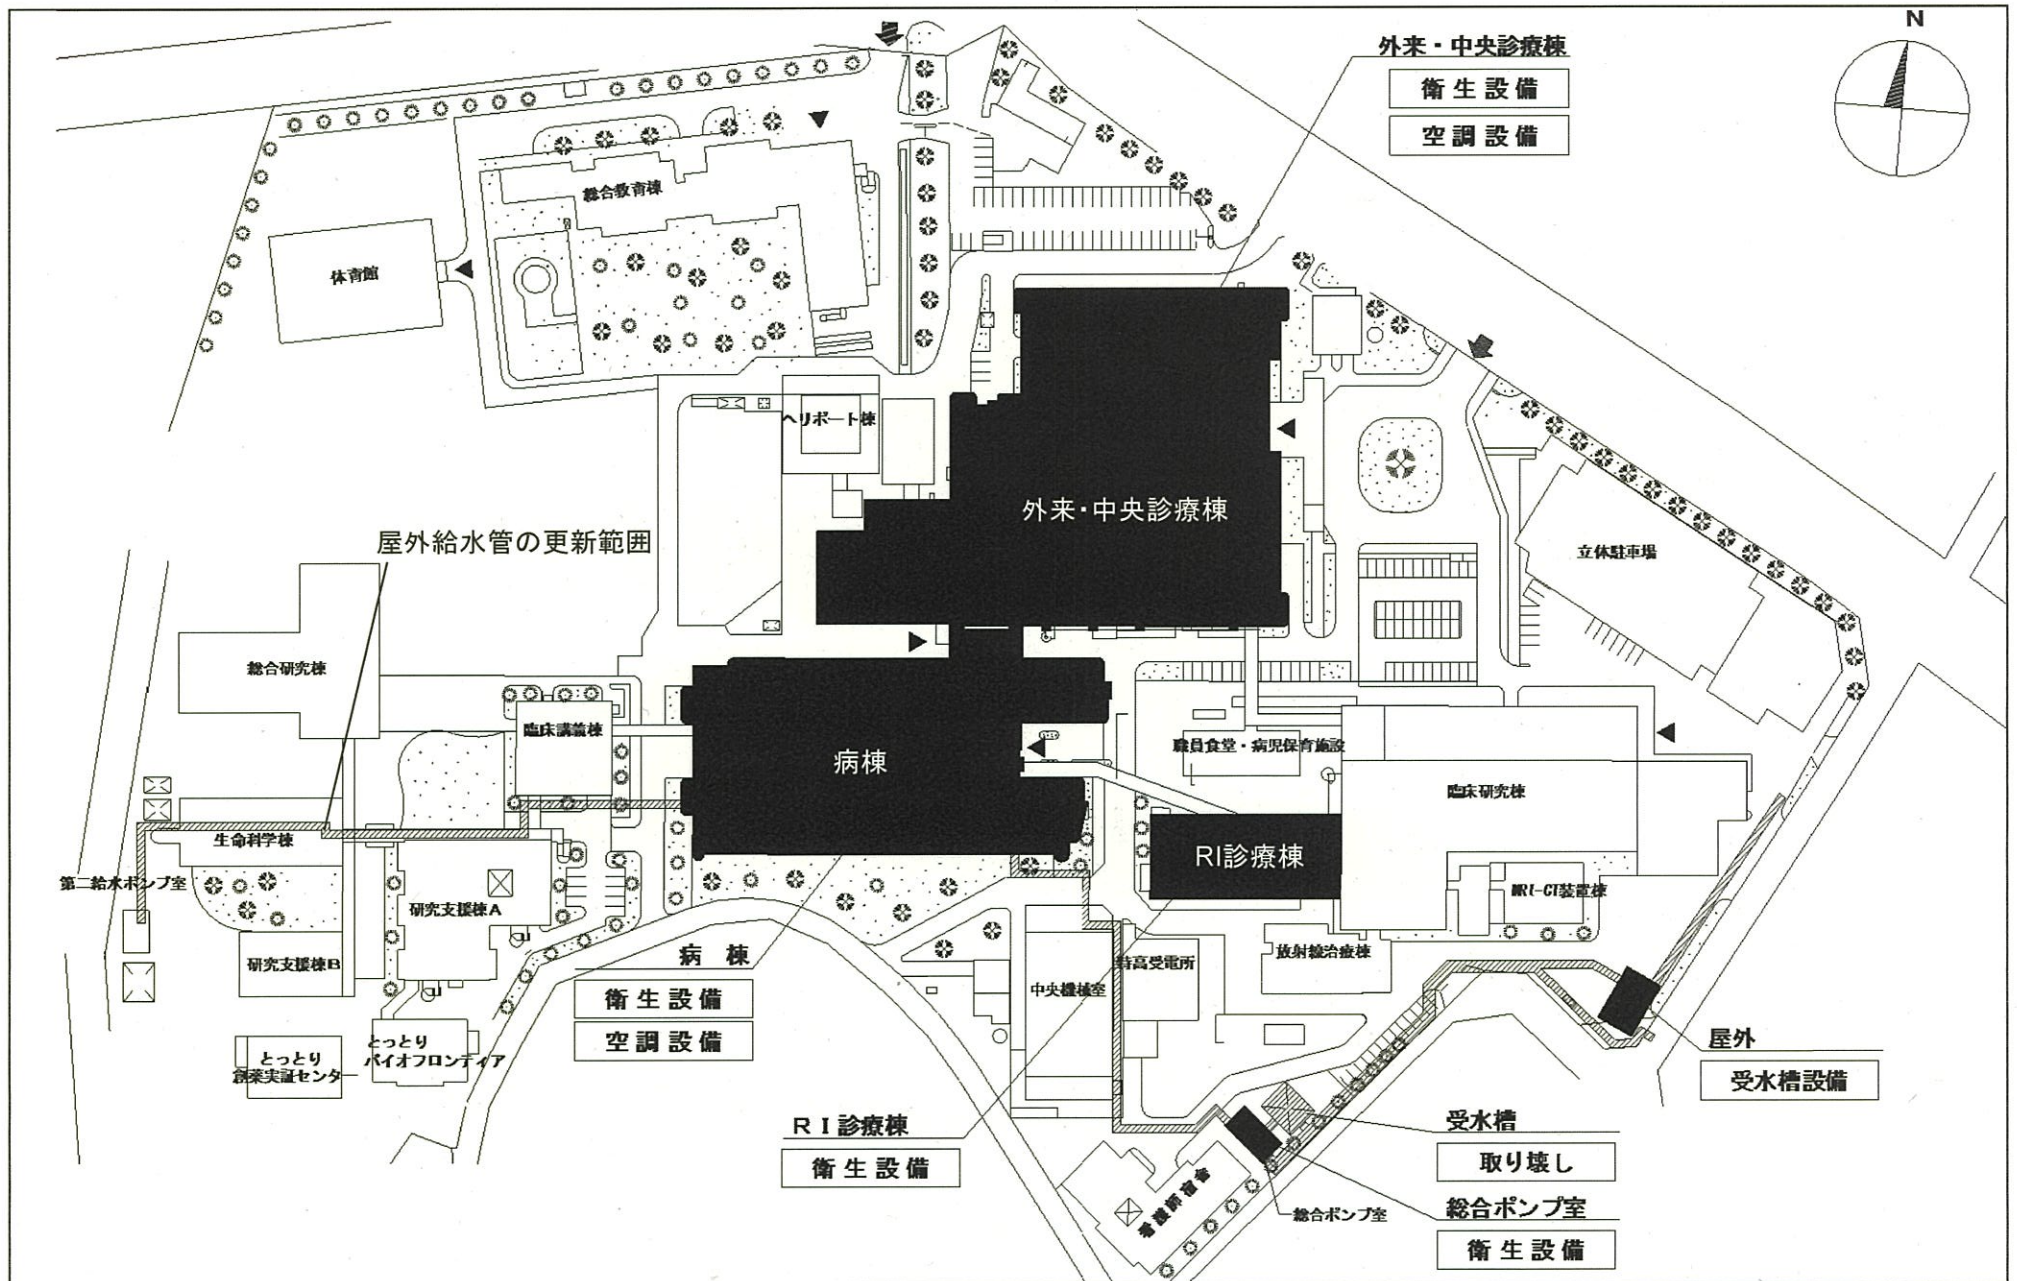 N
外来・中央診療棟
衛生設備
空調設備
総合教育棟
体育館
ヘリポート棟
外来・中央診療棟
屋外給水管の更新範囲
立体駐車場
総合研究棟
臨床講義棟
職員食堂・病児保育施設
病棟
臨床研究棟
生命科学棟
RI診療棟
第二給水ポンプ室
MRI-CT装置棟
研究支援棟A
病棟
特高受電所
放射線治療棟
研究支援棟B
中央機械室
衛生設備
空調設備
とっとり
バイオフロンティア
とっとり
創薬実証センター
屋外
受水槽設備
RI診療棟
衛生設備
受水槽
取り壊し
看護師宿舎
総合ポンプ室
総合ポンプ室
衛生設備